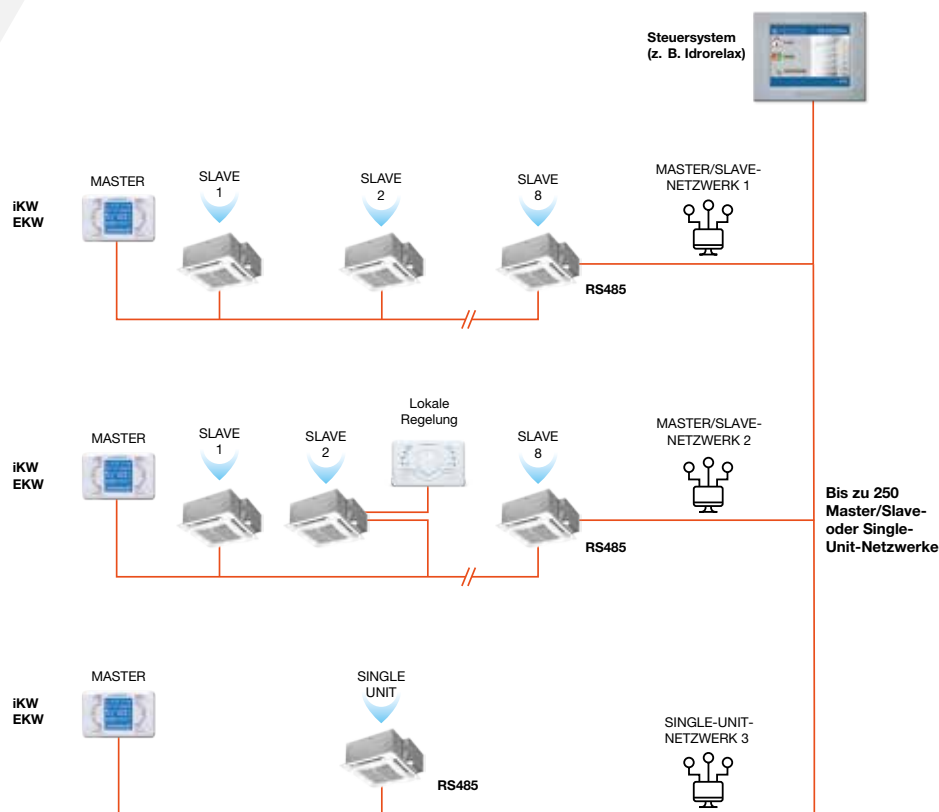 Steuersystem
(z. B. Idrorelax)
iKW
EKW
MASTER
SLAVE
1
SLAVE
2
SLAVE
8
RS485
MASTER/SLAVE-
NETZWERK 1
iKW
EKW
MASTER
SLAVE
1
SLAVE
2
Lokale
Regelung
SLAVE
8
RS485
MASTER/SLAVE-
NETZWERK 2
Bis zu 250
Master/Slave-
oder Single-
Unit-Netzwerke
iKW
EKW
MASTER
SINGLE
UNIT
RS485
SINGLE-UNIT-
NETZWERK 3